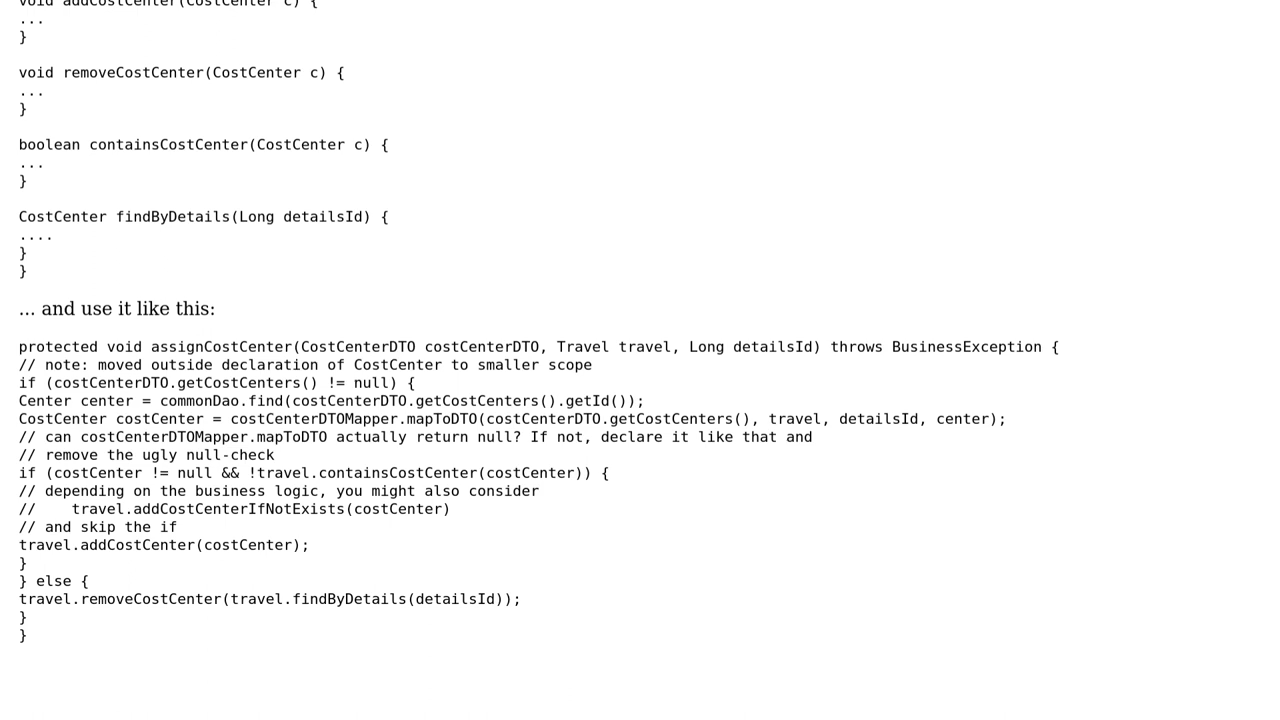 void addCostCenter(CostCenter c) {
...
}
void removeCostCenter(CostCenter c) {
...
}
boolean containsCostCenter(CostCenter c) {
...
}
CostCenter findByDetails(Long detailsId) {
....
}
}
... and use it like this:
protected void assignCostCenter(CostCenterDTO costCenterDTO, Travel travel, Long detailsId) throws BusinessException {
// note: moved outside declaration of CostCenter to smaller scope
if (costCenterDTO.getCostCenters() != null) {
Center center = commonDao.find(costCenterDTO.getCostCenters().getId());
CostCenter costCenter = costCenterDTOMapper.mapToDTO(costCenterDTO.getCostCenters(), travel, detailsId, center);
// can costCenterDTOMapper.mapToDTO actually return null? If not, declare it like that and
// remove the ugly null-check
if (costCenter != null && !travel.containsCostCenter(costCenter)) {
// depending on the business logic, you might also consider
//    travel.addCostCenterIfNotExists(costCenter)
// and skip the if
travel.addCostCenter(costCenter);
}
} else {
travel.removeCostCenter(travel.findByDetails(detailsId));
}
}